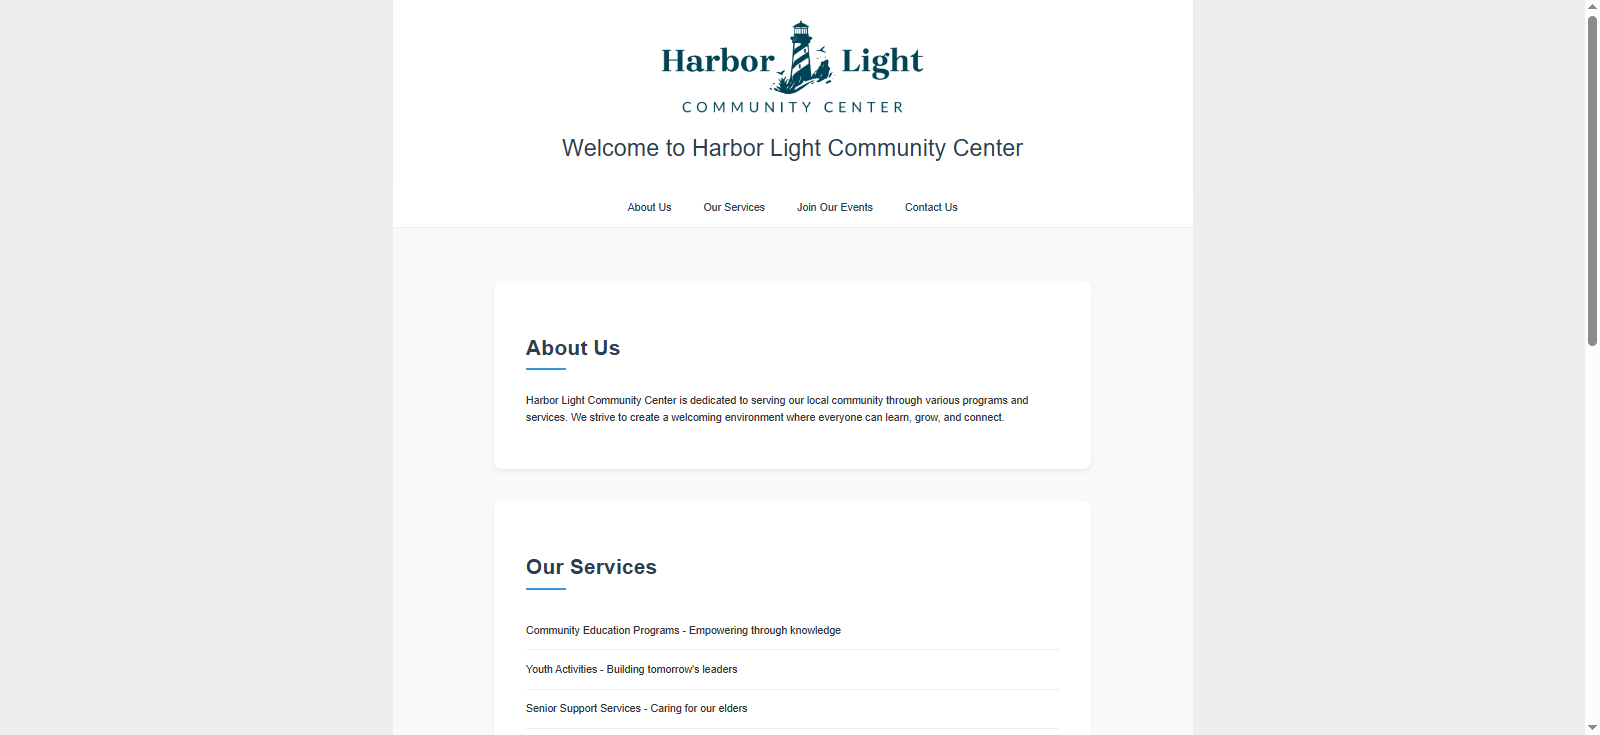 Harbor Light
COMMUNITY CENTER
Welcome to Harbor Light Community Center
About Us
Our Services
Join Our Events
Contact Us
About Us
Harbor Light Community Center is dedicated to serving our local community through various programs and
services. We strive to create a welcoming environment where everyone can learn, grow, and connect.
Our Services
Community Education Programs - Empowering through knowledge
Youth Activities - Building tomorrow's leaders
Senior Support Services - Caring for our elders